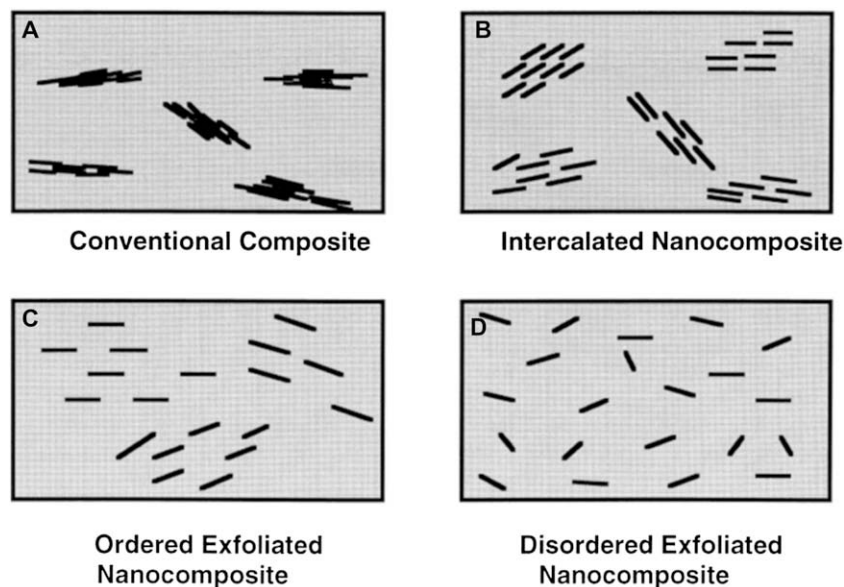 A
B
Conventional Composite
Intercalated Nanocomposite
C
D
Ordered Exfoliated
Nanocomposite
Disordered Exfoliated
Nanocomposite